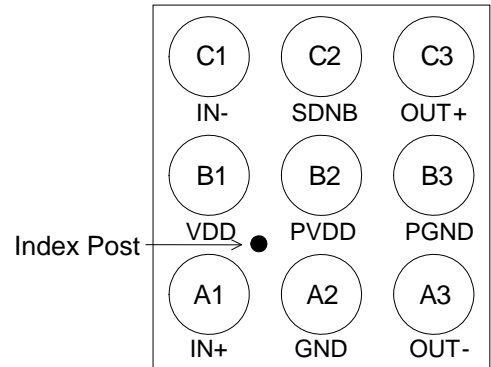 C1 C2 C3
IN- SDNB OUT+
B1 B2 B3
VDD PVDD PGND
Index Post
A1 A2 A3
IN+ GND OUT-